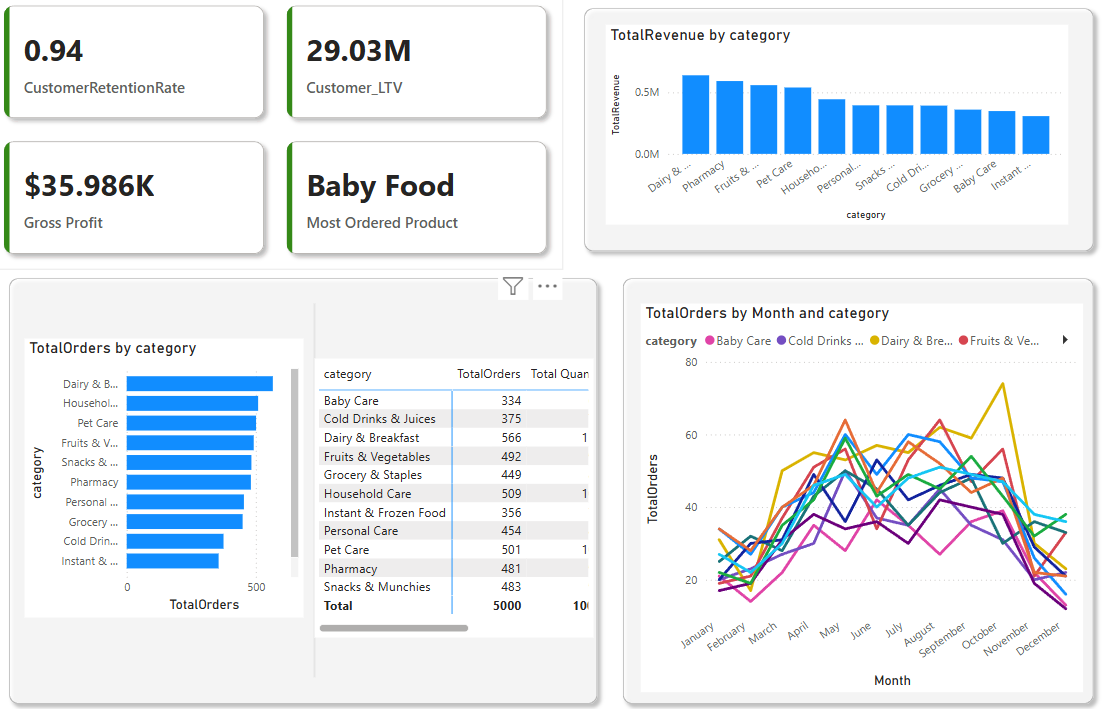 0.94
CustomerRetentionRate
29.03M
Customer_LTV
$35.986K
Gross Profit
Baby Food
Most Ordered Product
TotalRevenue by category
TotalRevenue
0.5M
0.0M
Dairy & ...
Pharmacy
Fruits & ...
Pet Care
Househo...
Personal...
Snacks ...
Cold Dri...
Grocery ...
Baby Care
Instant ...
category
TotalOrders by category
category
Dairy & B...
Househol...
Pet Care
Fruits & V...
Snacks & ...
Pharmacy
Personal ...
Grocery ...
Cold Drin...
Instant & ...
0 500
TotalOrders
category TotalOrders Total Quan
Baby Care 334
Cold Drinks & Juices 375
Dairy & Breakfast 566 1
Fruits & Vegetables 492
Grocery & Staples 449
Household Care 509 1
Instant & Frozen Food 356
Personal Care 454
Pet Care 501 1
Pharmacy 481
Snacks & Munchies 483
Total 5000 10
TotalOrders by Month and category
category Baby Care Cold Drinks ... Dairy & Bre... Fruits & Ve...
TotalOrders
80
60
40
20
January
February
March
April
May
June
July
August
September
October
November
December
Month